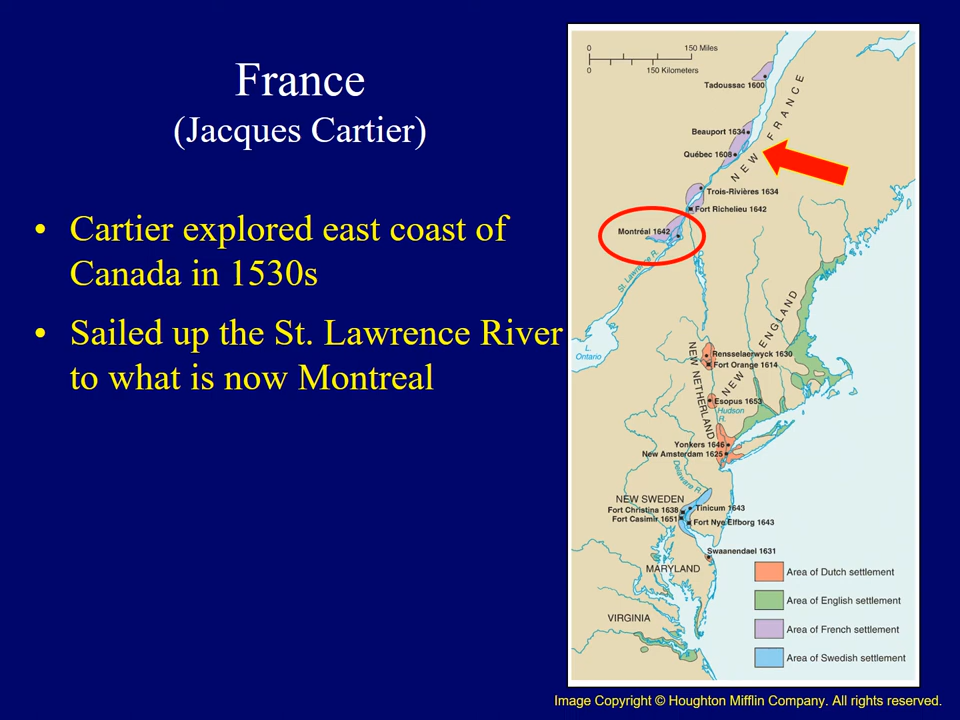 France
(Jacques Cartier)
• Cartier explored east coast of
Canada in 1530s
• Sailed up the St. Lawrence River
to what is now Montreal
0 150 Miles
0 150 Kilometers
Tadoussac 1600
NEW FRANCE
Beauport 1634
Québec 1608
Trois-Rivières 1634
Fort Richelieu 1642
Montréal 1642
St. Lawrence R.
L.
Ontario
NEW ENGLAND
NEW NETHERLAND
Rensselaerwyck 1630
Fort Orange 1614
Esopus 1653
Hudson
R.
Yonkers 1646
New Amsterdam 1625
Delaware R.
NEW SWEDEN
Tinicum 1643
Fort Christina 1638
Fort Casimir 1651
Fort Nye Elfborg 1643
Swaanendael 1631
MARYLAND
VIRGINIA
Area of Dutch settlement
Area of English settlement
Area of French settlement
Area of Swedish settlement
Image Copyright © Houghton Mifflin Company. All rights reserved.